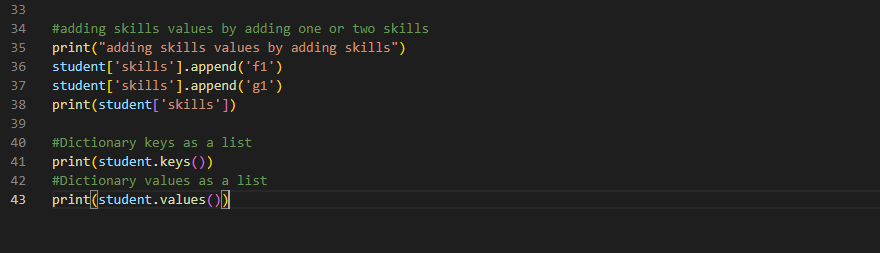 33
34 #adding skills values by adding one or two skills
35 print("adding skills values by adding skills")
36 student['skills'].append('f1')
37 student['skills'].append('g1')
38 print(student['skills'])
39
40 #Dictionary keys as a list
41 print(student.keys())
42 #Dictionary values as a list
43 print(student.values())